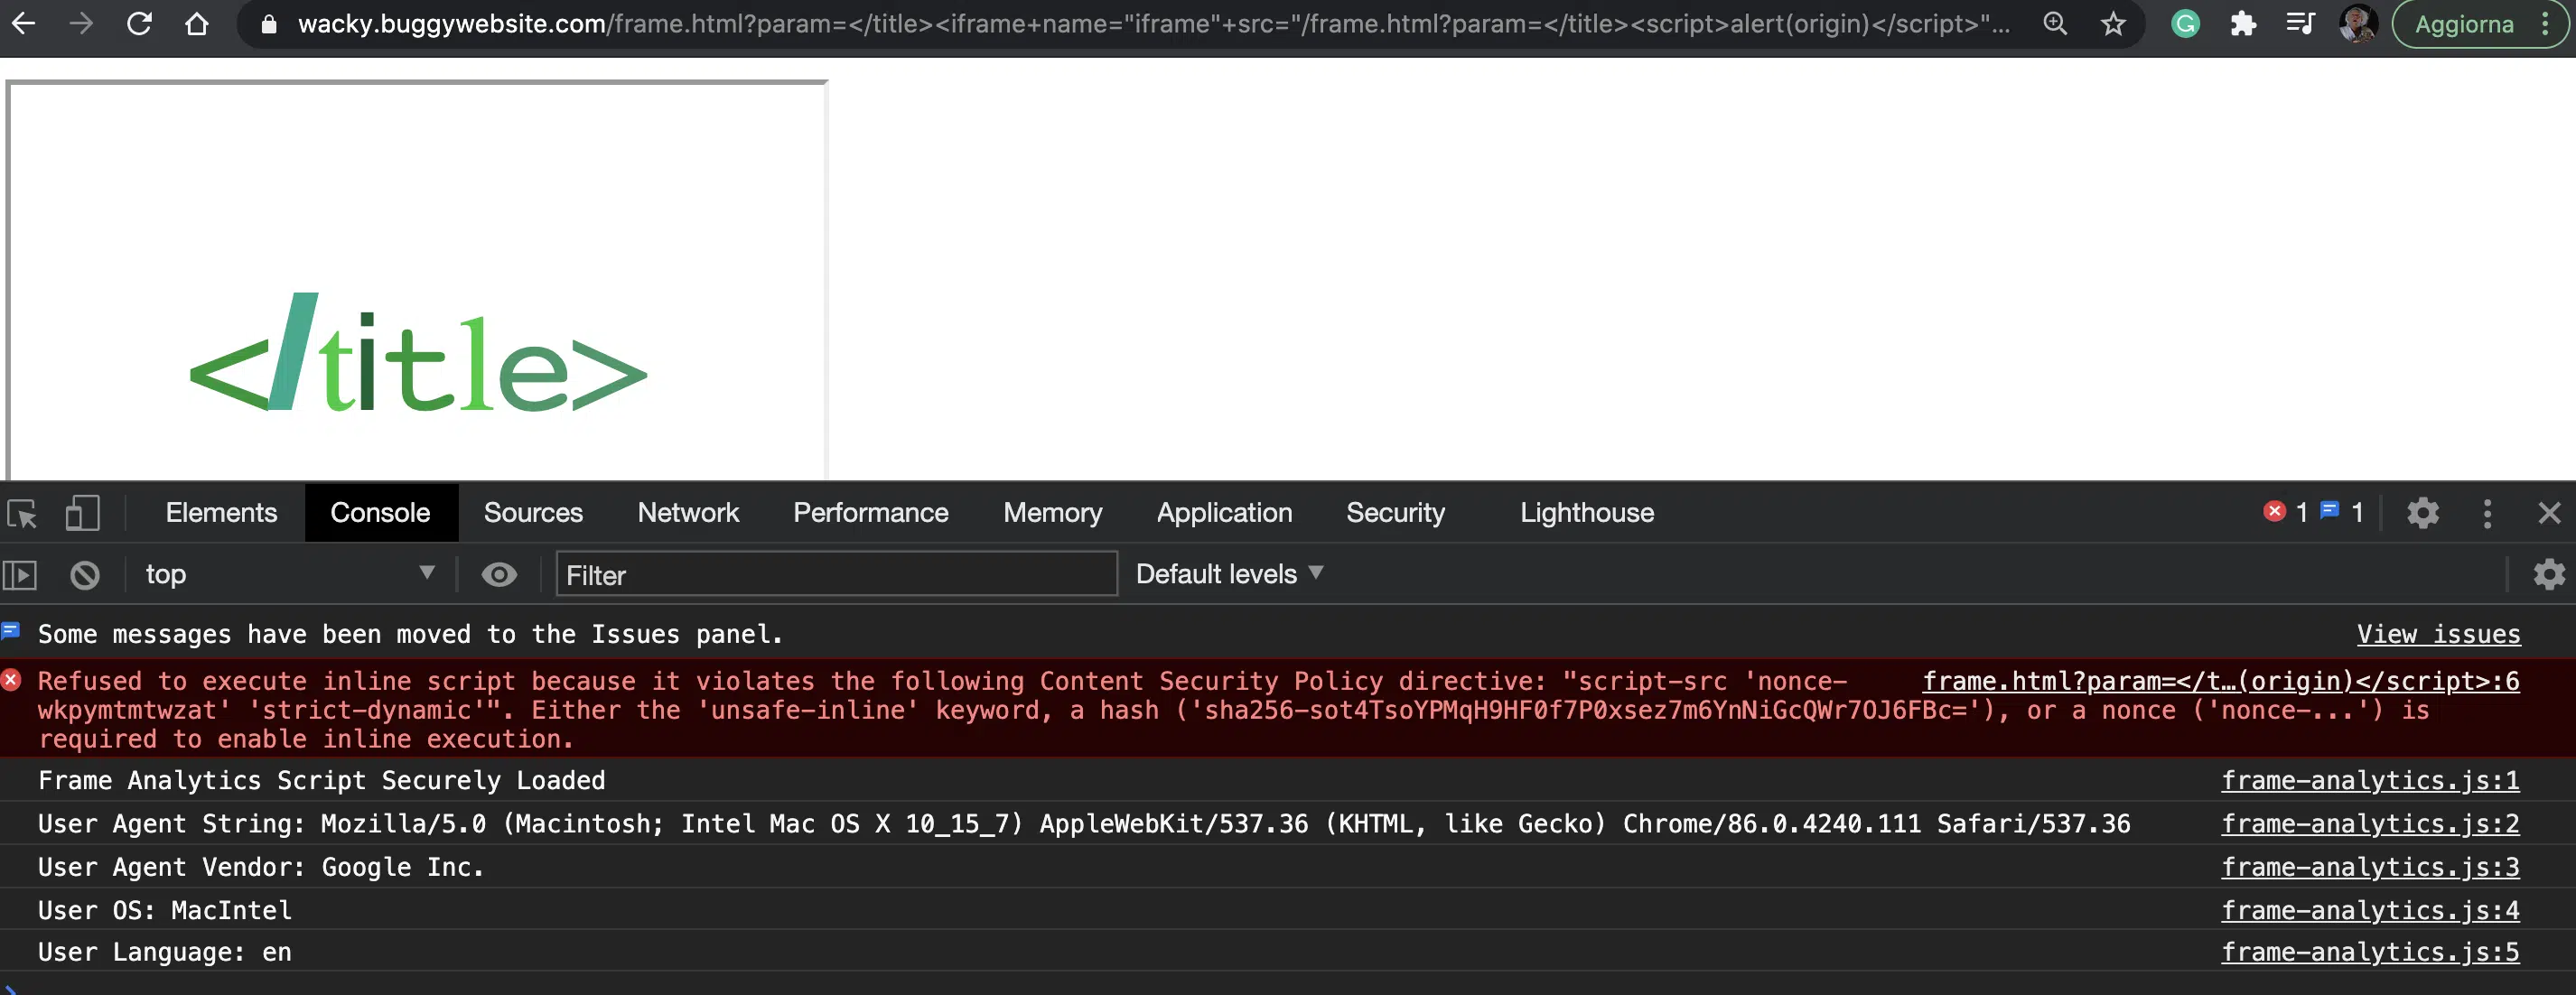 wacky.buggywebsite.com/frame.html?param=</title><iframe+name="iframe"+src="/frame.html?param=</title><script>alert(origin)</script>"... Aggiorna
</title>
Elements Console Sources Network Performance Memory Application Security Lighthouse 1 1
top Filter Default levels
Some messages have been moved to the Issues panel. View issues
Refused to execute inline script because it violates the following Content Security Policy directive: "script-src 'nonce- frame.html?param=</t…(origin)</script>:6
wkpymtmtwzat' 'strict-dynamic'". Either the 'unsafe-inline' keyword, a hash ('sha256-sot4TsoYPMqH9HF0f7P0xsez7m6YnNiGcQWr7OJ6FBc='), or a nonce ('nonce-...') is
required to enable inline execution.
Frame Analytics Script Securely Loaded frame-analytics.js:1
User Agent String: Mozilla/5.0 (Macintosh; Intel Mac OS X 10_15_7) AppleWebKit/537.36 (KHTML, like Gecko) Chrome/86.0.4240.111 Safari/537.36 frame-analytics.js:2
User Agent Vendor: Google Inc. frame-analytics.js:3
User OS: MacIntel frame-analytics.js:4
User Language: en frame-analytics.js:5